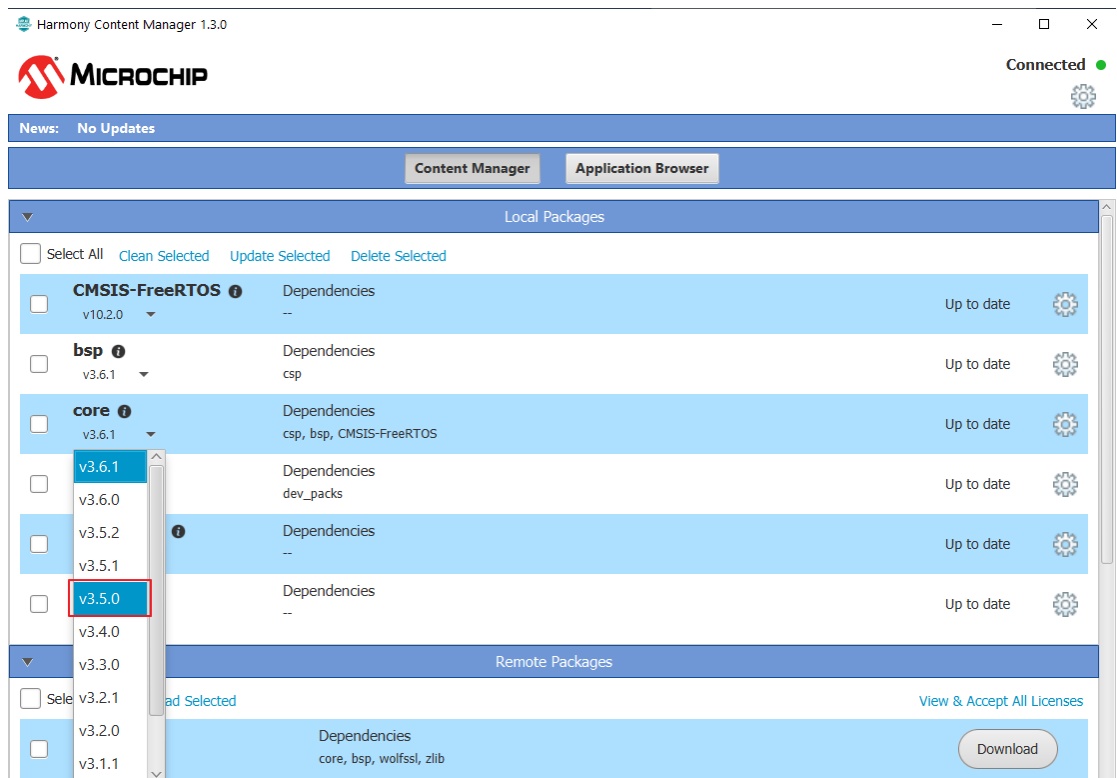 Harmony Content Manager 1.3.0
MICROCHIP
Connected
News: No Updates
Content Manager Application Browser
Local Packages
Select All Clean Selected Update Selected Delete Selected
CMSIS-FreeRTOS Dependencies
v10.2.0 -- Up to date
bsp Dependencies
v3.6.1 csp Up to date
core Dependencies
v3.6.1 csp, bsp, CMSIS-FreeRTOS Up to date
v3.6.1
v3.6.0
v3.5.2
v3.5.1
v3.5.0
v3.4.0
v3.3.0
v3.2.1
v3.2.0
v3.1.1
Dependencies
dev_packs Up to date
Dependencies
-- Up to date
Dependencies
-- Up to date
Remote Packages
Sele ad Selected View & Accept All Licenses
Dependencies
core, bsp, wolfssl, zlib Download